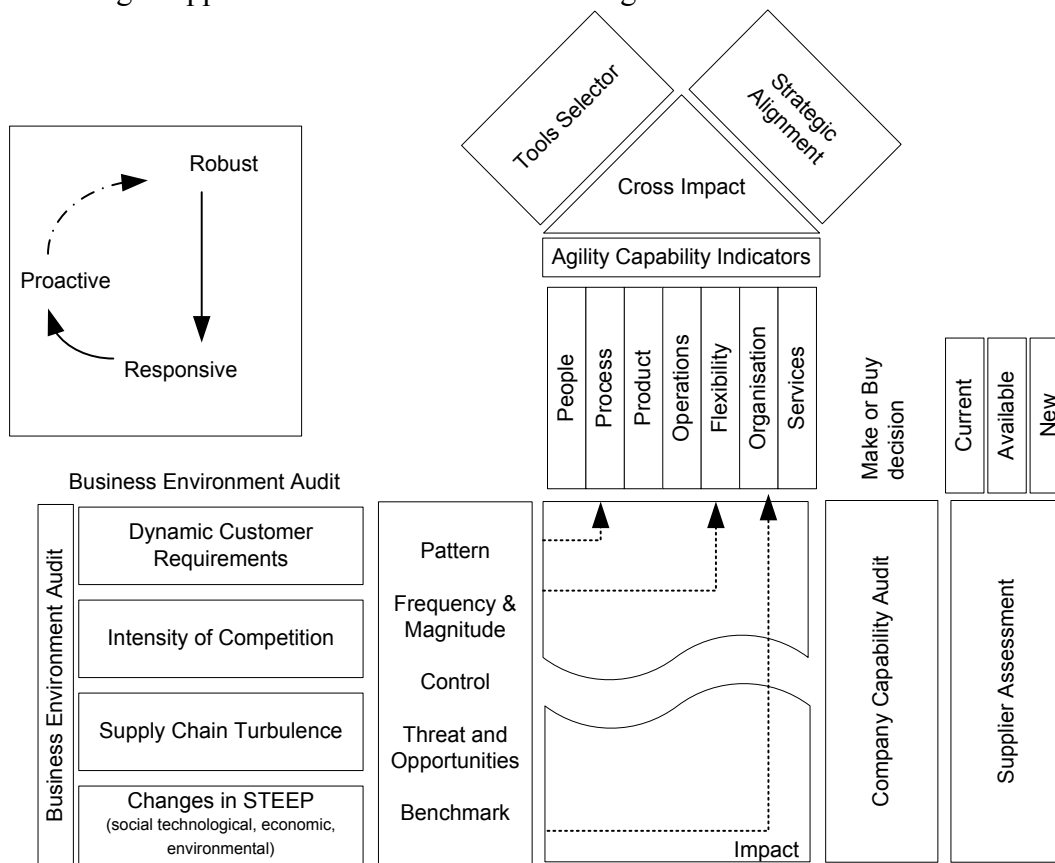 Tools Selector
Strategic
Alignment
Robust
Proactive
Responsive
Cross Impact
Agility Capability Indicators
People
Process
Product
Operations
Flexibility
Organisation
Services
Make or Buy
decision
Current
Available
New
Business Environment Audit
Business Environment Audit
Dynamic Customer
Requirements
Intensity of Competition
Supply Chain Turbulence
Changes in STEEP
(social technological, economic,
environmental)
Pattern
Frequency &
Magnitude
Control
Threat and
Opportunities
Benchmark
Impact
Company Capability Audit
Supplier Assessment